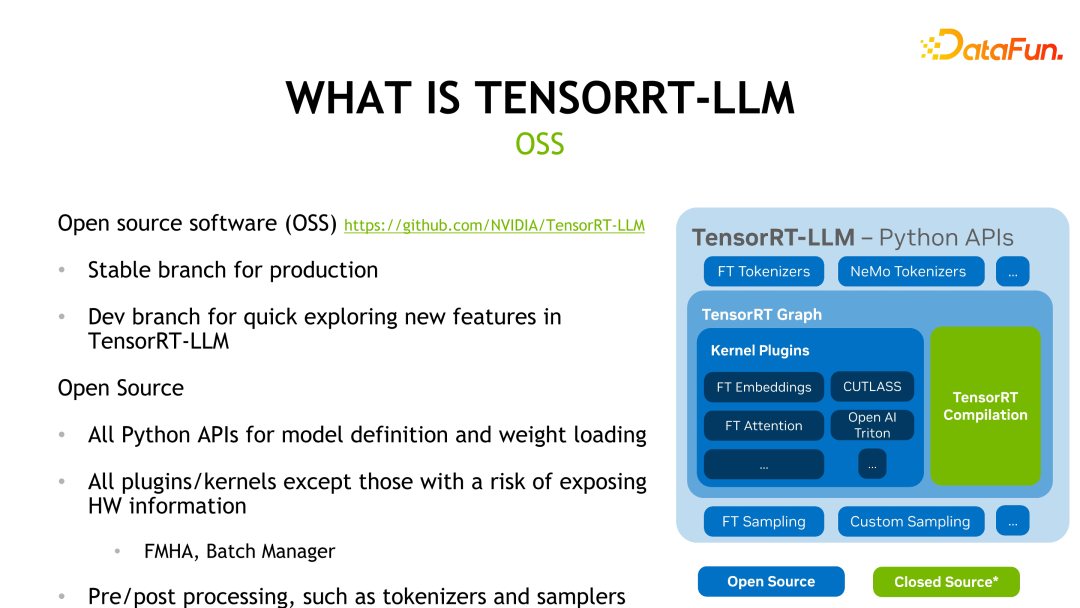 DataFun.
WHAT IS TENSORRT-LLM
OSS
Open source software (OSS) https://github.com/NVIDIA/TensorRT-LLM
• Stable branch for production
• Dev branch for quick exploring new features in
TensorRT-LLM
Open Source
• All Python APIs for model definition and weight loading
• All plugins/kernels except those with a risk of exposing
HW information
• FMHA, Batch Manager
• Pre/post processing, such as tokenizers and samplers
TensorRT-LLM – Python APIs
FT Tokenizers
NeMo Tokenizers
...
TensorRT Graph
Kernel Plugins
FT Embeddings
CUTLASS
FT Attention
Open AI
Triton
...
...
TensorRT
Compilation
FT Sampling
Custom Sampling
...
Open Source
Closed Source*